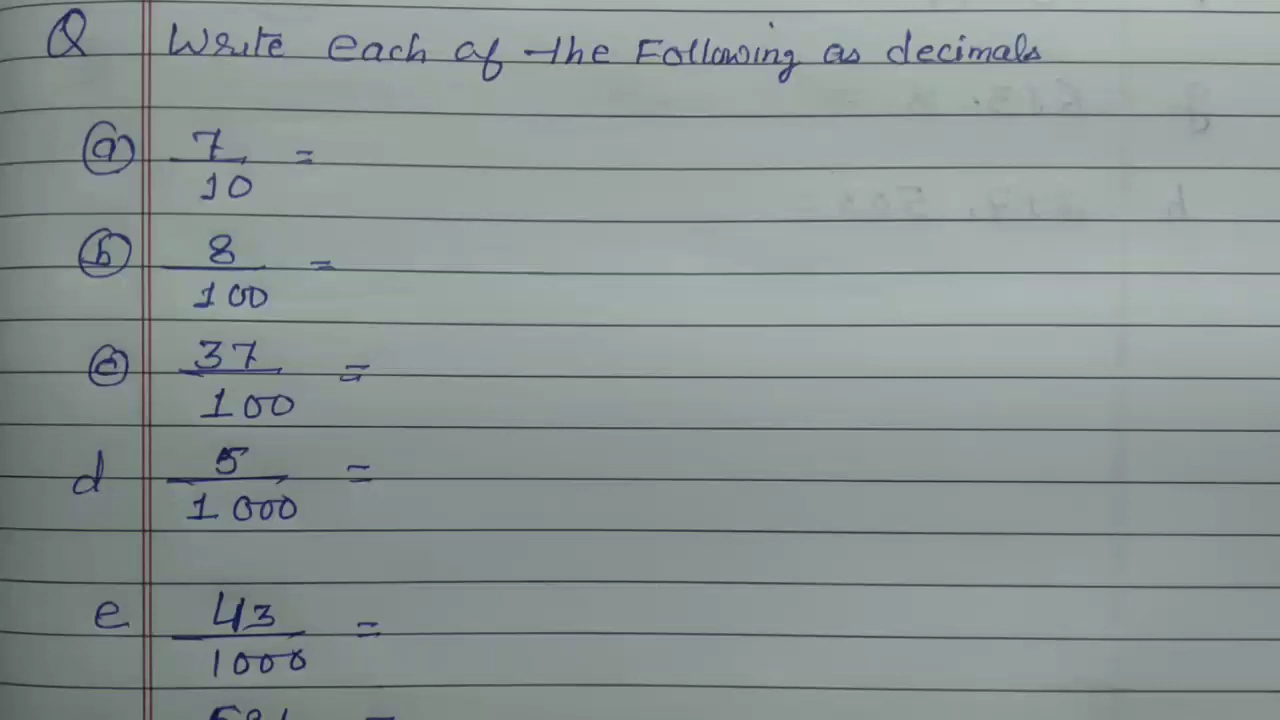 Q Write each of the Following as decimals
(a) 7/10 =
(b) 8/100 =
(c) 37/100 =
d 5/1000 =
e 43/1000 =